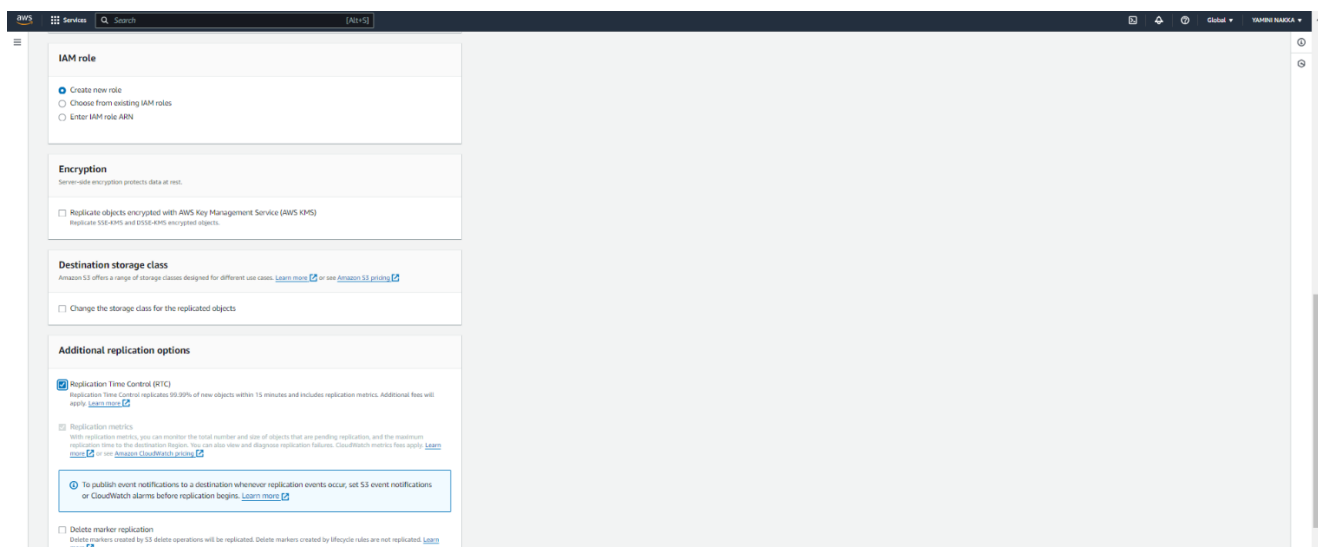 aws
Services
Search
[Alt+S]
Global ▼
YAMINI NAKKA ▼
IAM role
Create new role
Choose from existing IAM roles
Enter IAM role ARN
Encryption
Server-side encryption protects data at rest.
Replicate objects encrypted with AWS Key Management Service (AWS KMS)
Replicate SSE-KMS and DSSE-KMS encrypted objects.
Destination storage class
Amazon S3 offers a range of storage classes designed for different use cases. Learn more or see Amazon S3 pricing
Change the storage class for the replicated objects
Additional replication options
Replication Time Control (RTC)
Replication Time Control replicates 99.99% of new objects within 15 minutes and includes replication metrics. Additional fees will
apply. Learn more
Replication metrics
With replication metrics, you can monitor the total number and size of objects that are pending replication, and the maximum
replication time to the destination Region. You can also view and diagnose replication failures. CloudWatch metrics fees apply. Learn
more or see Amazon CloudWatch pricing
To publish event notifications to a destination whenever replication events occur, set S3 event notifications
or CloudWatch alarms before replication begins. Learn more
Delete marker replication
Delete markers created by S3 delete operations will be replicated. Delete markers created by lifecycle rules are not replicated. Learn
more